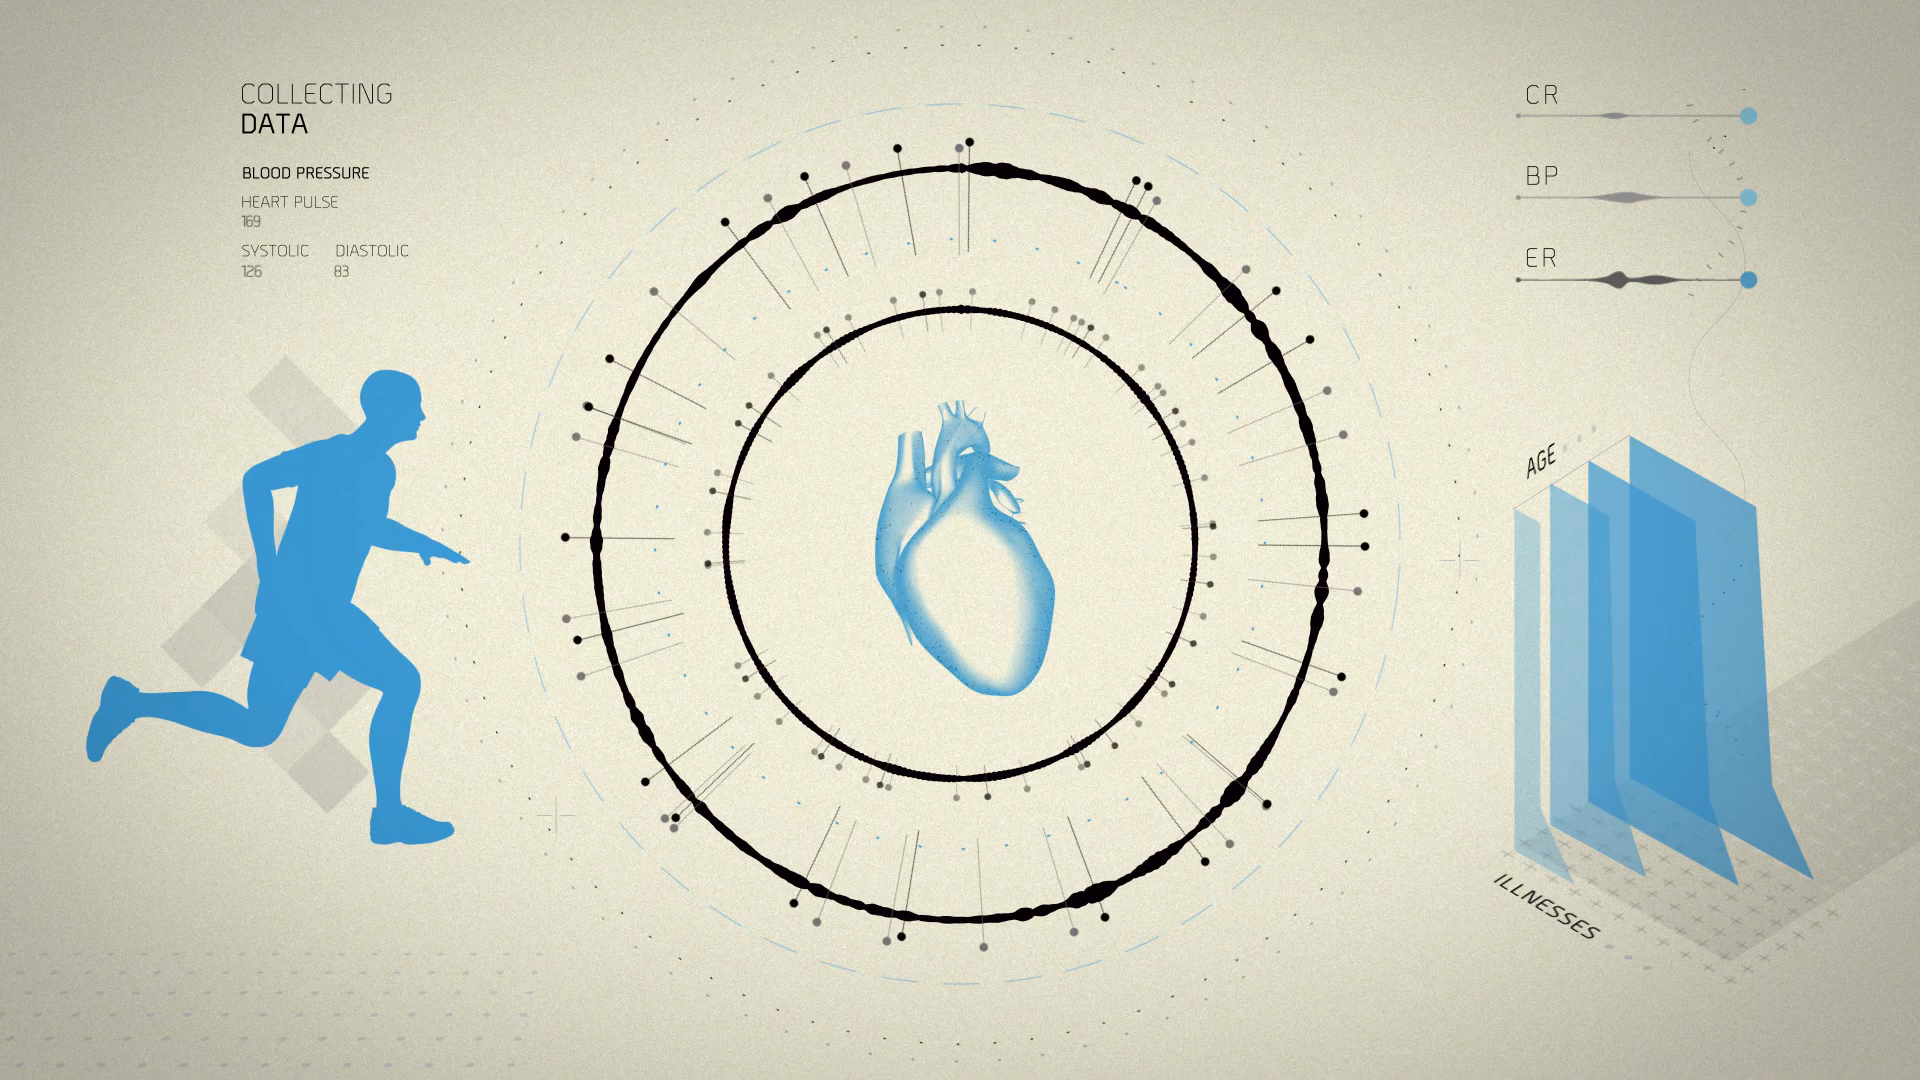 COLLECTING
DATA
BLOOD PRESSURE
HEART PULSE
169
SYSTOLIC DIASTOLIC
126 83
CR
BP
ER
AGE
ILLNESSES